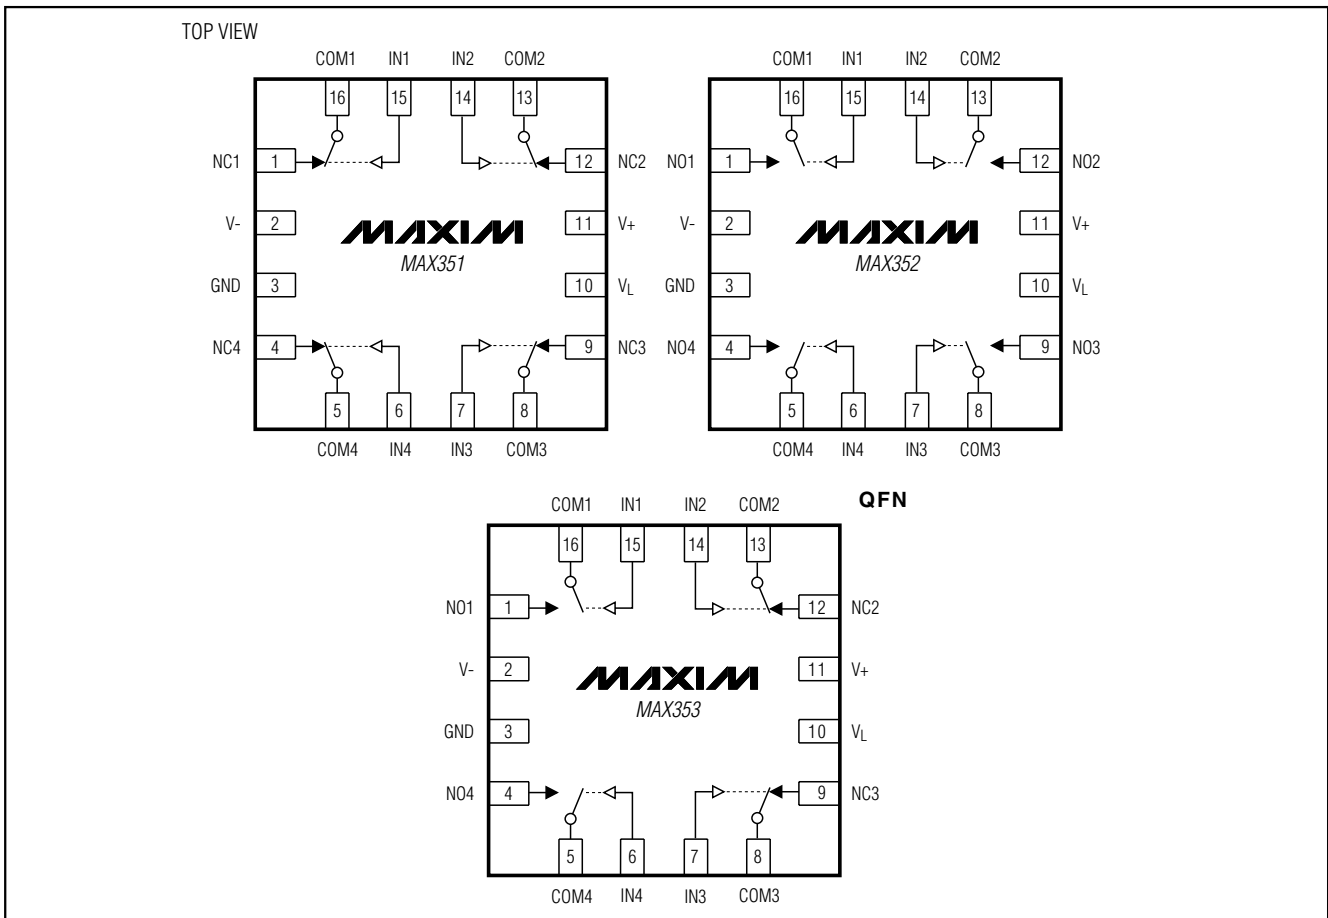 TOP VIEW
COM1 IN1 IN2 COM2 COM1 IN1 IN2 COM2
16 15 14 13 16 15 14 13
NC1 1 12 NC2 NO1 1 12 NO2
V- 2 11 V+ V- 2 11 V+
MAXIM MAXIM
MAX351 MAX352
GND 3 10 VL GND 3 10 VL
NC4 4 9 NC3 NO4 4 9 NO3
5 6 7 8 5 6 7 8
COM4 IN4 IN3 COM3 COM4 IN4 IN3 COM3
QFN
COM1 IN1 IN2 COM2
16 15 14 13
NO1 1 12 NC2
V- 2 11 V+
MAXIM
MAX353
GND 3 10 VL
NO4 4 9 NC3
5 6 7 8
COM4 IN4 IN3 COM3